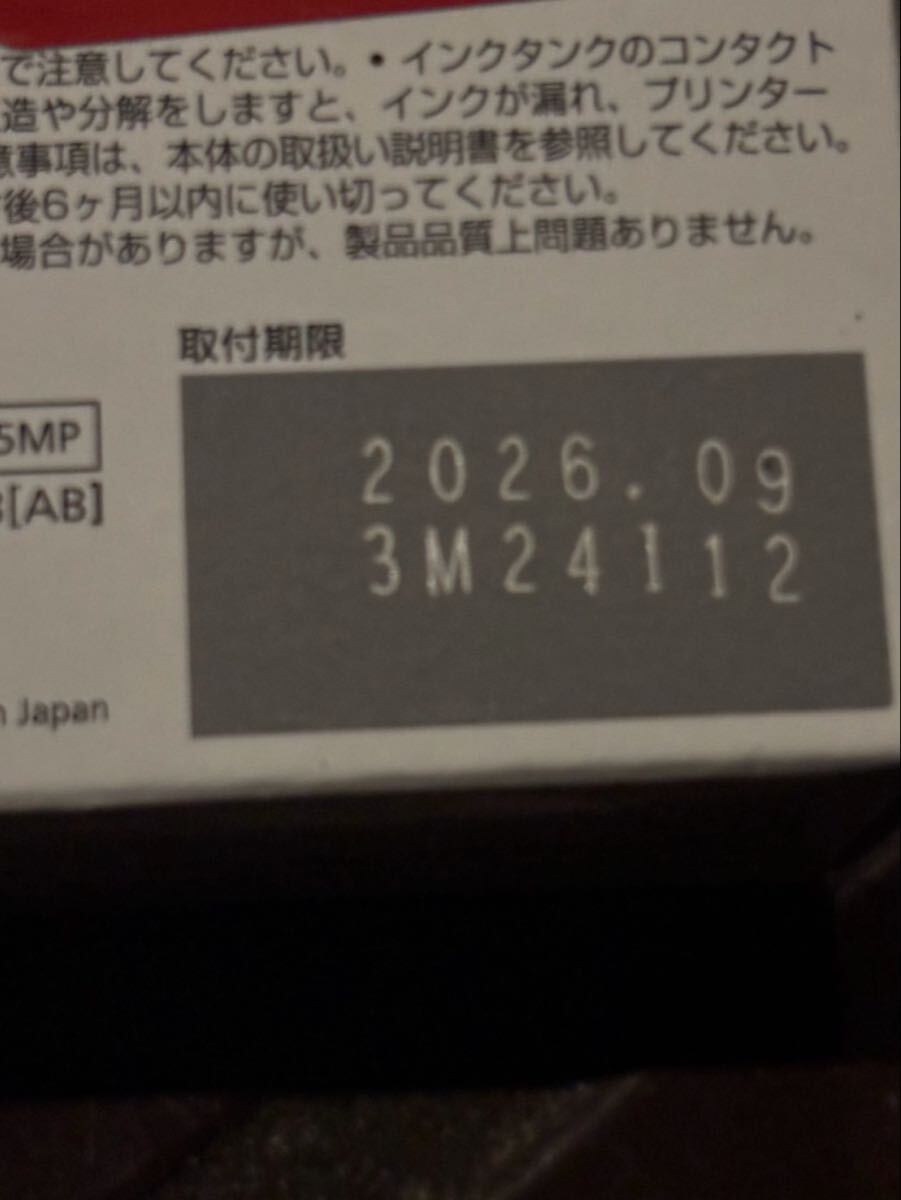 で注意してください。• インクタンクのコンタクト
造や分解をしますと、インクが漏れ、プリンター
意事項は、本体の取扱い説明書を参照してください。
後6ヶ月以内に使い切ってください。
場合がありますが、製品品質上問題ありません。
取付期限
5MP
[AB]
2026.09
3M24112
Japan